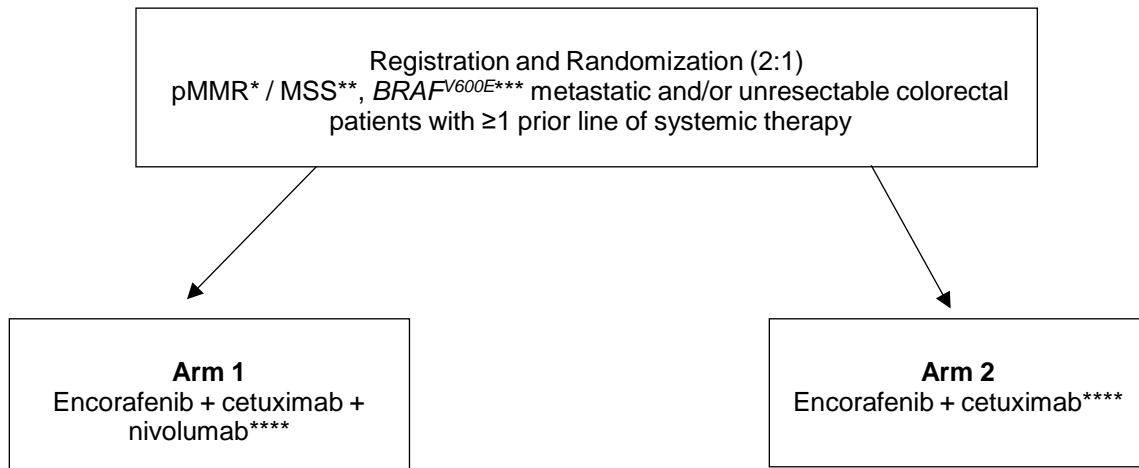 Registration and Randomization (2:1)
pMMR* / MSS**, BRAFV600E*** metastatic and/or unresectable colorectal
patients with ≥1 prior line of systemic therapy
Arm 1
Encorafenib + cetuximab +
nivolumab****
Arm 2
Encorafenib + cetuximab****